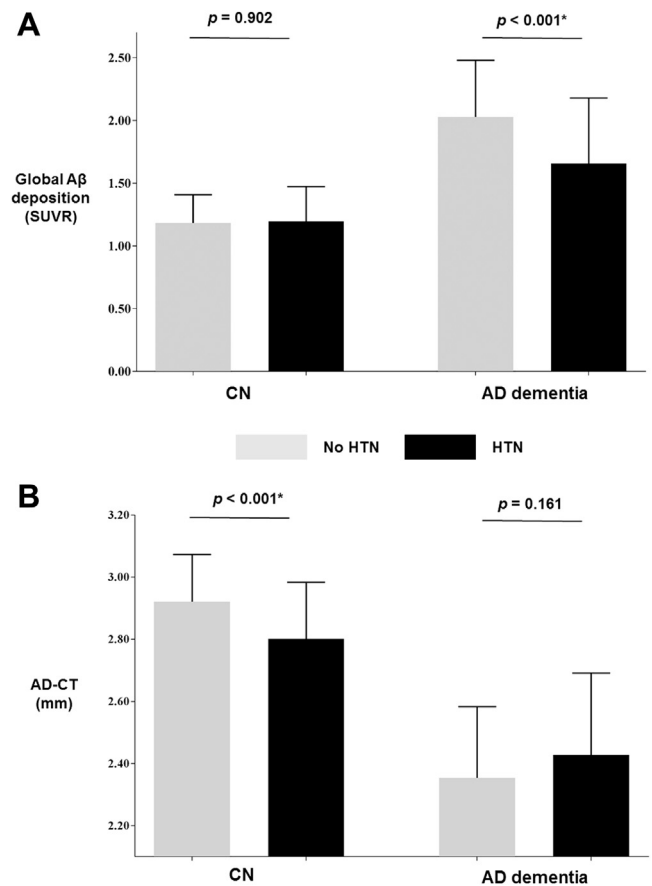 A
p = 0.902
p < 0.001*
2.50
2.00
Global Aβ
deposition
(SUVR)
1.50
1.00
0.50
0.00
CN
AD dementia
No HTN
HTN
B
p < 0.001*
p = 0.161
3.20
3.00
2.80
AD-CT
(mm)
2.60
2.40
2.20
CN
AD dementia